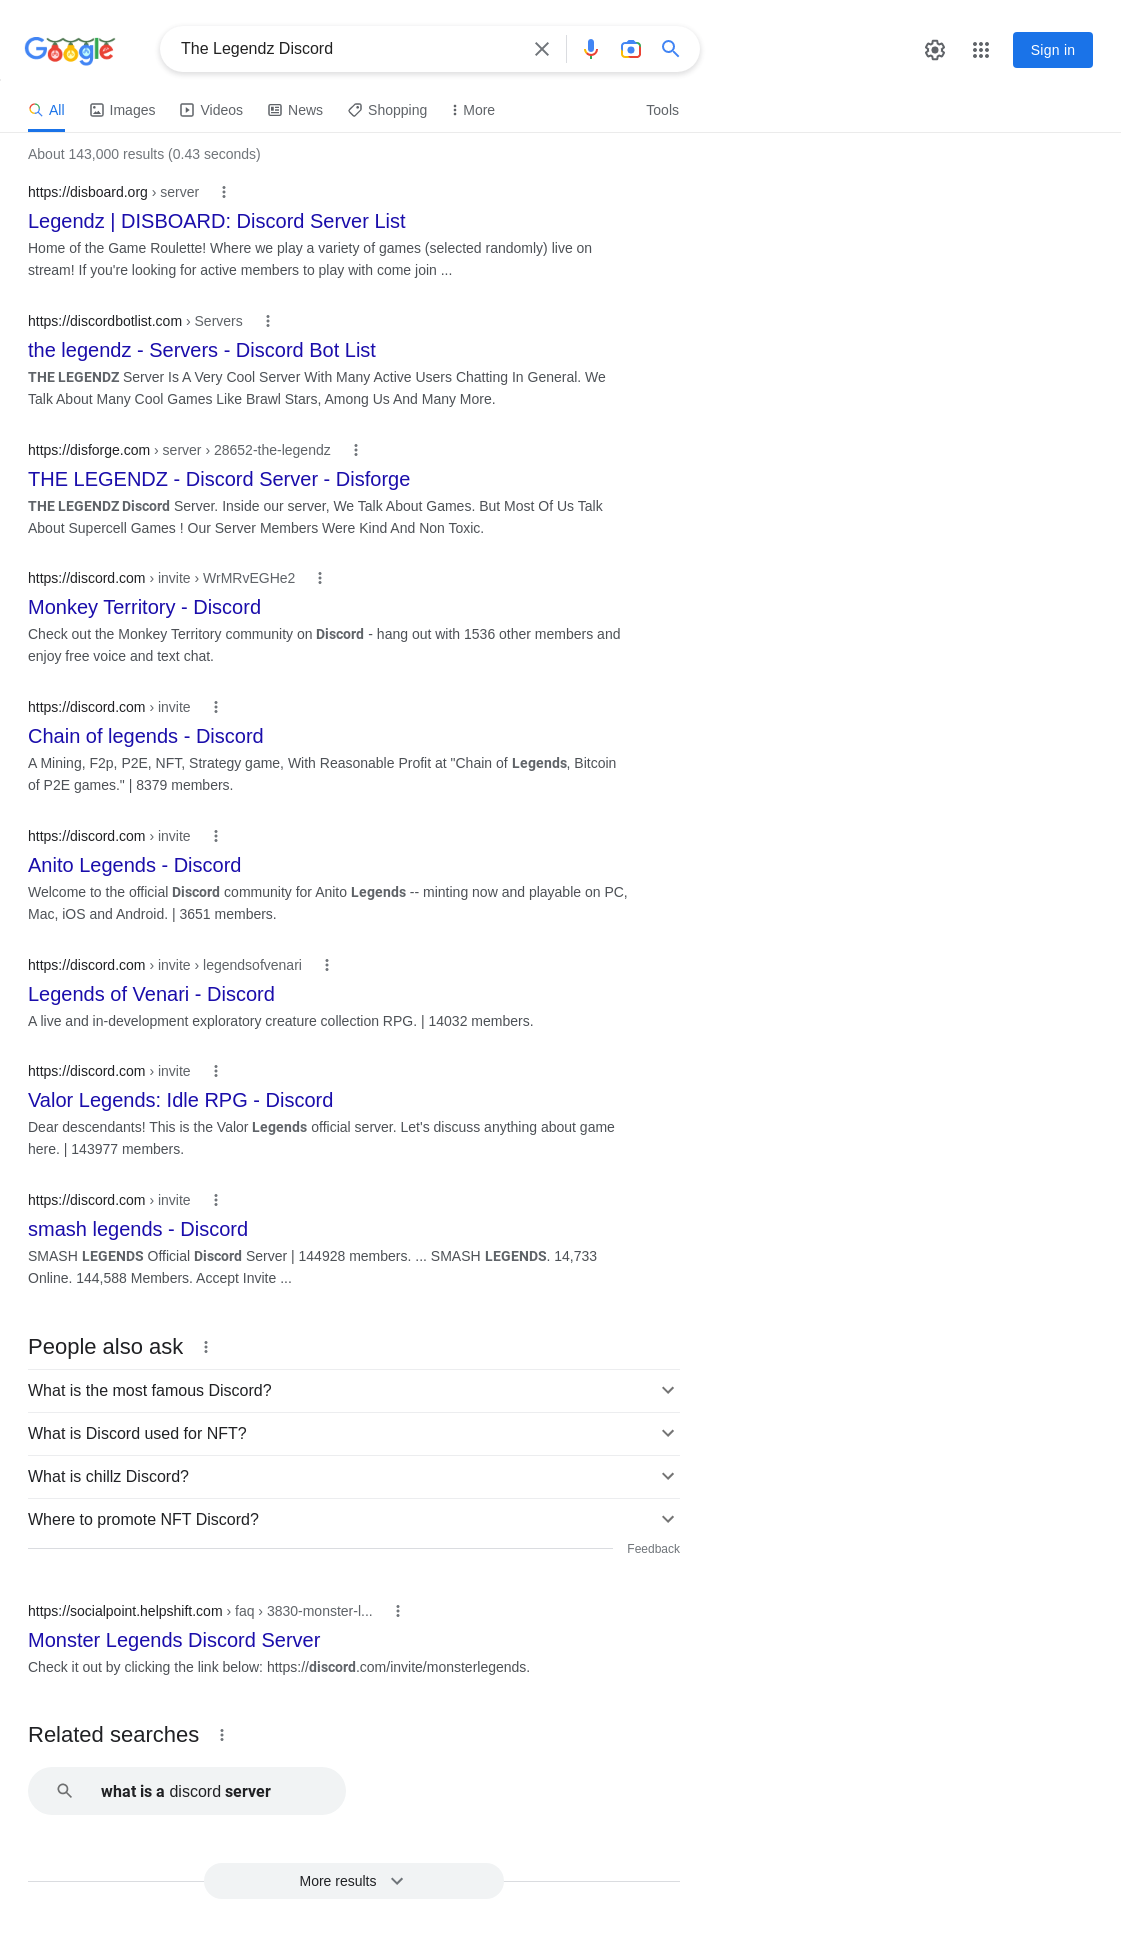 Google
The Legendz Discord
Sign in
All Images Videos News Shopping More Tools
About 143,000 results (0.43 seconds)
https://disboard.org › server
Legendz | DISBOARD: Discord Server List
Home of the Game Roulette! Where we play a variety of games (selected randomly) live on
stream! If you're looking for active members to play with come join ...
https://discordbotlist.com › Servers
the legendz - Servers - Discord Bot List
THE LEGENDZ Server Is A Very Cool Server With Many Active Users Chatting In General. We
Talk About Many Cool Games Like Brawl Stars, Among Us And Many More.
https://disforge.com › server › 28652-the-legendz
THE LEGENDZ - Discord Server - Disforge
THE LEGENDZ Discord Server. Inside our server, We Talk About Games. But Most Of Us Talk
About Supercell Games ! Our Server Members Were Kind And Non Toxic.
https://discord.com › invite › WrMRvEGHe2
Monkey Territory - Discord
Check out the Monkey Territory community on Discord - hang out with 1536 other members and
enjoy free voice and text chat.
https://discord.com › invite
Chain of legends - Discord
A Mining, F2p, P2E, NFT, Strategy game, With Reasonable Profit at "Chain of Legends, Bitcoin
of P2E games." | 8379 members.
https://discord.com › invite
Anito Legends - Discord
Welcome to the official Discord community for Anito Legends -- minting now and playable on PC,
Mac, iOS and Android. | 3651 members.
https://discord.com › invite › legendsofvenari
Legends of Venari - Discord
A live and in-development exploratory creature collection RPG. | 14032 members.
https://discord.com › invite
Valor Legends: Idle RPG - Discord
Dear descendants! This is the Valor Legends official server. Let's discuss anything about game
here. | 143977 members.
https://discord.com › invite
smash legends - Discord
SMASH LEGENDS Official Discord Server | 144928 members. ... SMASH LEGENDS. 14,733
Online. 144,588 Members. Accept Invite ...
People also ask
What is the most famous Discord?
What is Discord used for NFT?
What is chillz Discord?
Where to promote NFT Discord?
Feedback
https://socialpoint.helpshift.com › faq › 3830-monster-l...
Monster Legends Discord Server
Check it out by clicking the link below: https://discord.com/invite/monsterlegends.
Related searches
what is a discord server
More results